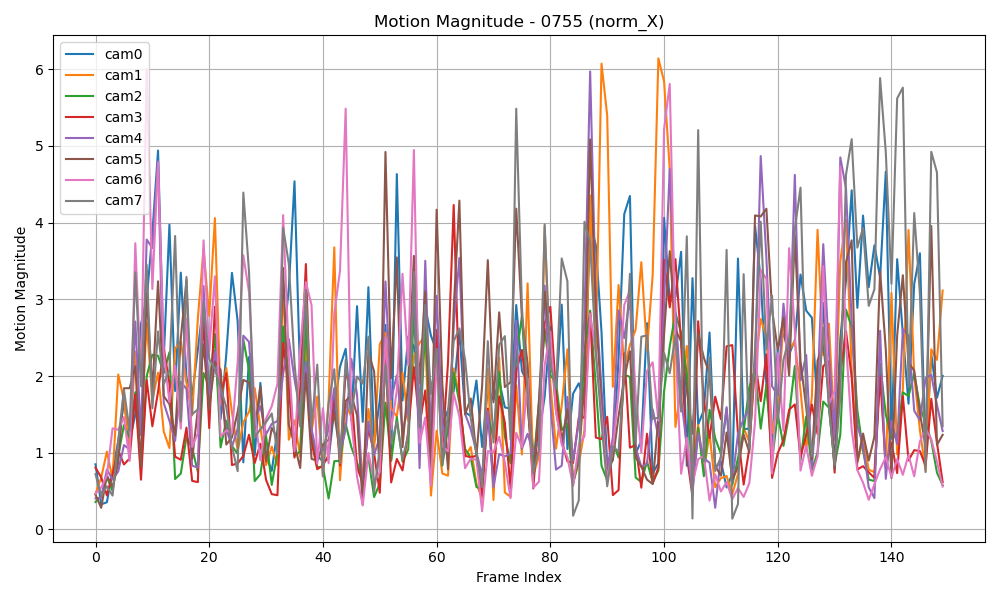 Motion Magnitude - 0755 (norm_X)
cam0
cam1
cam2
cam3
cam4
cam5
cam6
cam7
Motion Magnitude
6
5
4
3
2
1
0
0 20 40 60 80 100 120 140
Frame Index